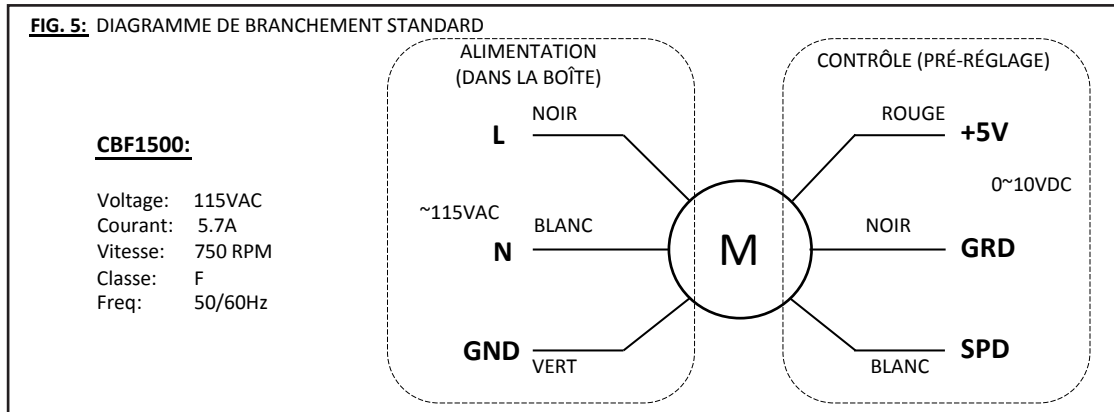 FIG. 5: DIAGRAMME DE BRANCHEMENT STANDARD
ALIMENTATION
(DANS LA BOÎTE)
CONTRÔLE (PRÉ-RÉGLAGE)
CBF1500:
Voltage: 115VAC
Courant: 5.7A
Vitesse: 750 RPM
Classe: F
Freq: 50/60Hz
NOIR
L
~115VAC
BLANC
N
GND
VERT
M
ROUGE
+5V
0~10VDC
NOIR
GRD
SPD
BLANC